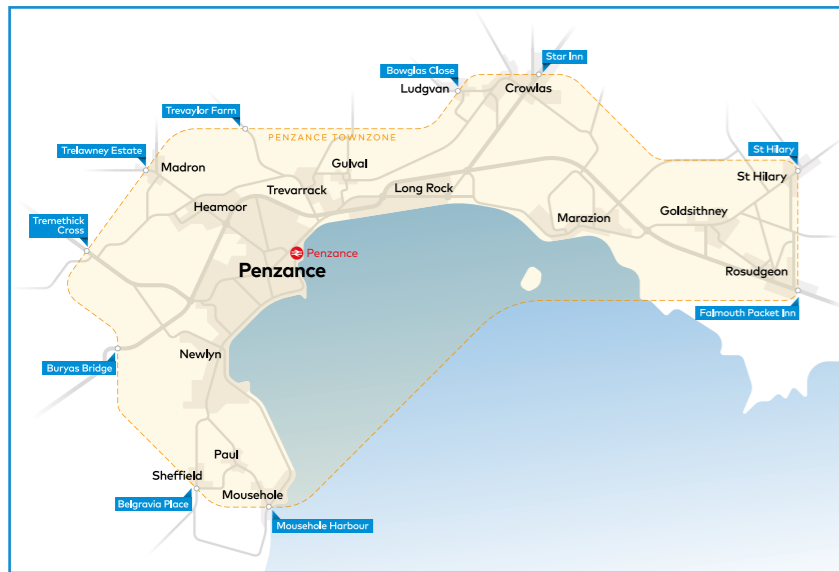 Star Inn
Bowglas Close
Ludgvan
Crowlas
Trevaylor Farm
PENZANCE TOWNZONE
Trelawney Estate
St Hilary
Madron
Gulval
St Hilary
Trevarrack
Long Rock
Heamoor
Goldsithney
Marazion
Tremethick
Cross
Penzance
Penzance
Rosudgeon
Falmouth Packet Inn
Newlyn
Buryas Bridge
Paul
Sheffield
Mousehole
Belgravia Place
Mousehole Harbour